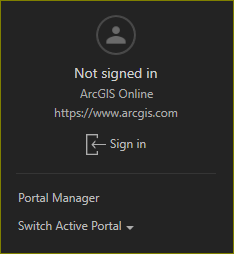 Not signed in
ArcGIS Online
https://www.arcgis.com
Sign in
Portal Manager
Switch Active Portal